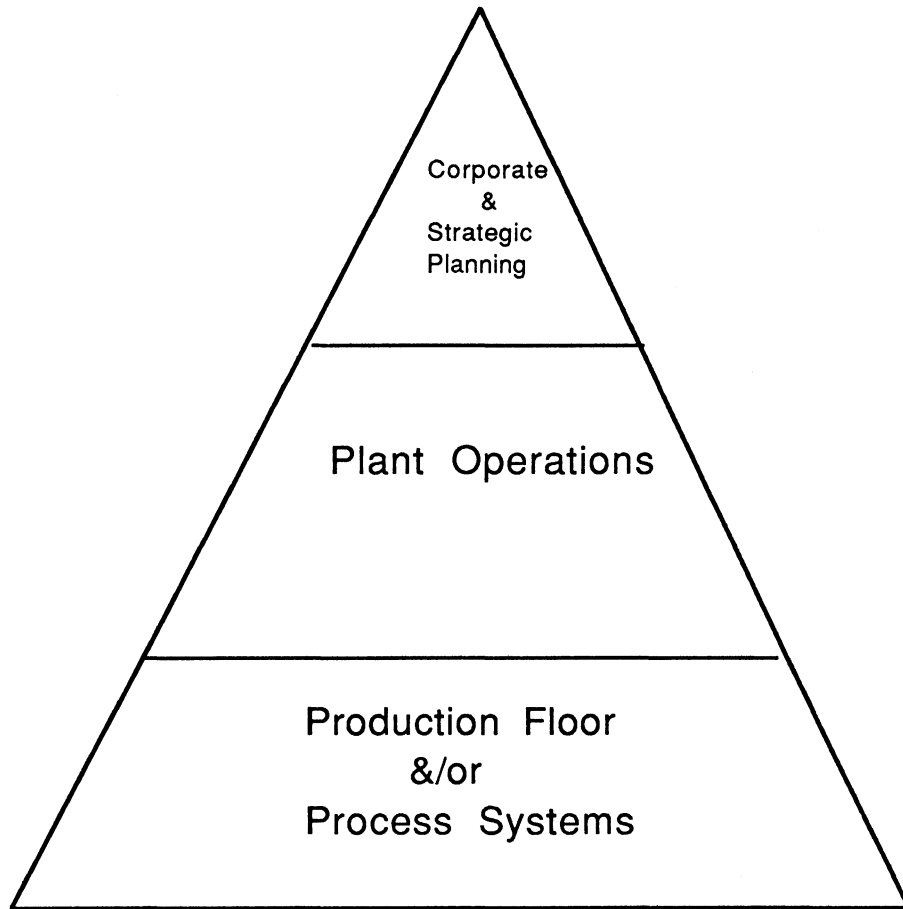 Corporate
&
Strategic
Planning
Plant Operations
Production Floor
&/or
Process Systems